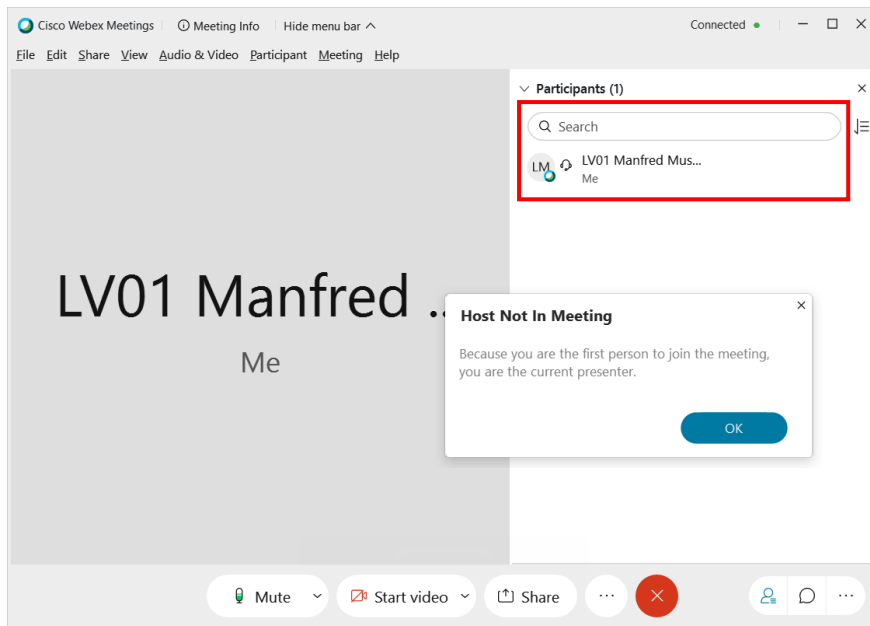 Cisco Webex Meetings Meeting Info Hide menu bar Connected
File Edit Share View Audio & Video Participant Meeting Help
Participants (1)
Search
LM LV01 Manfred Mus...
Me
LV01 Manfred ...
Me
Host Not In Meeting
Because you are the first person to join the meeting,
you are the current presenter.
OK
Mute Start video Share